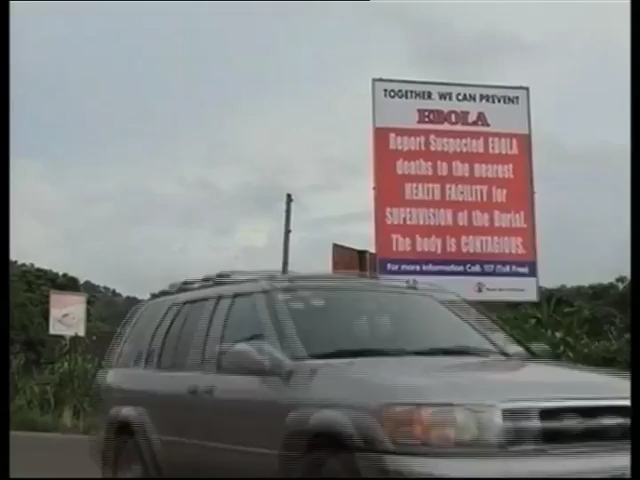 TOGETHER. WE CAN PREVENT
EBOLA
Report Suspected EBOLA
deaths to the nearest
HEALTH FACILITY for
SUPERVISION of the Burial.
The body is CONTAGIOUS.
For more information Call: 117 (Toll Free)